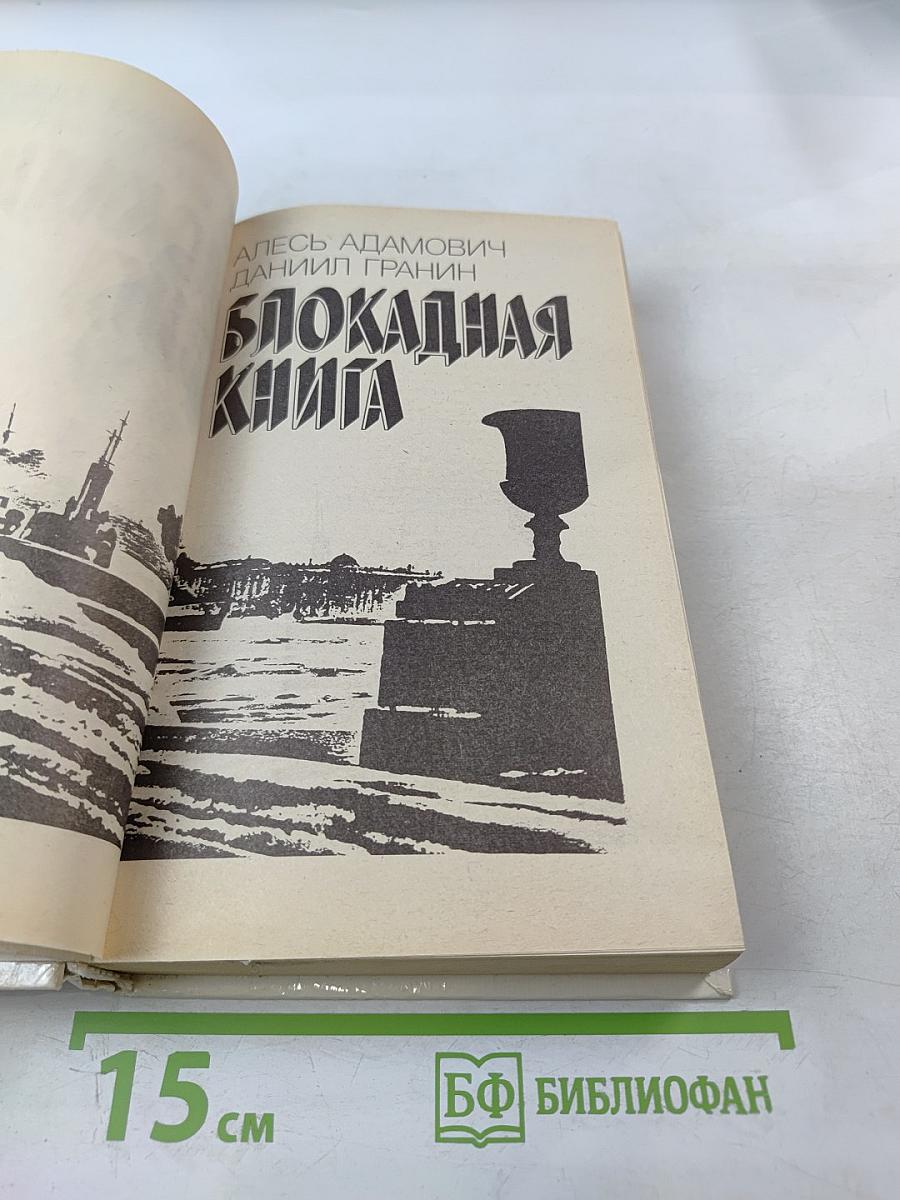 АЛЕСЬ АДАМОВИЧ
ДАНИИЛ ГРАНИН
БЛОКАДНАЯ
КНИГА
15 см
БФ БИБЛИОФАН